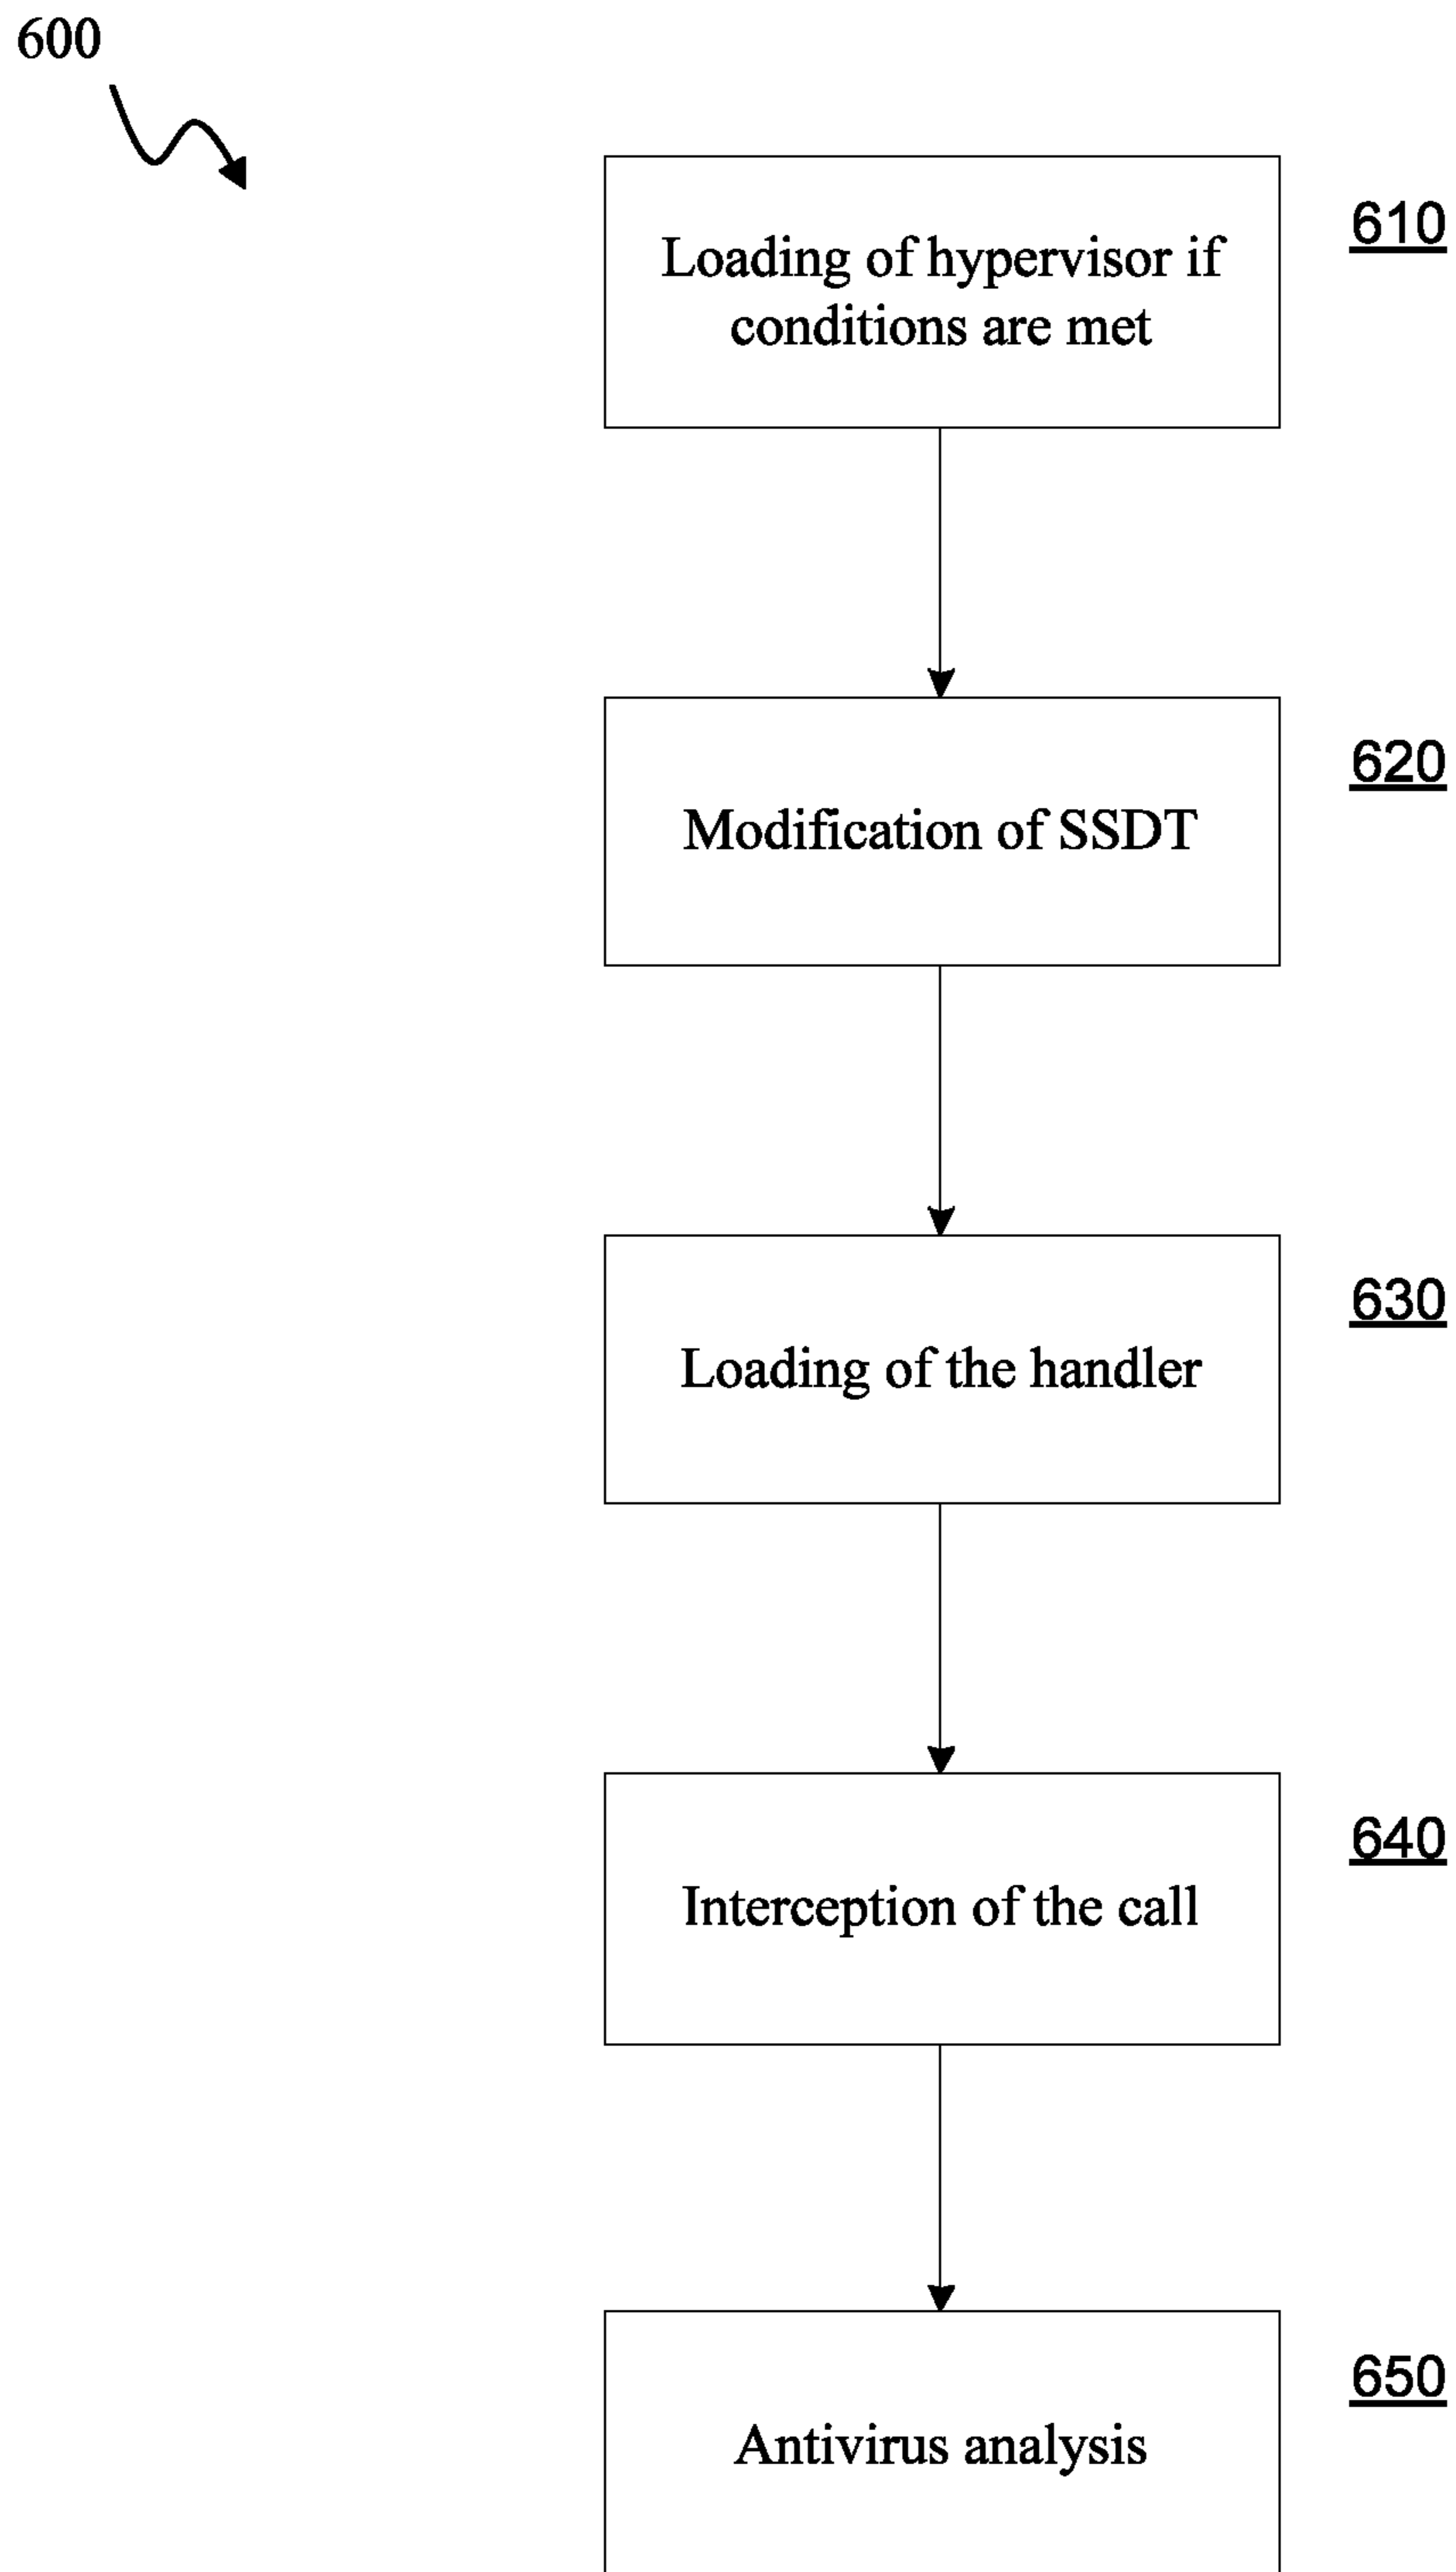 600
Loading of hypervisor if
conditions are met
610
Modification of SSDT
620
Loading of the handler
630
Interception of the call
640
Antivirus analysis
650